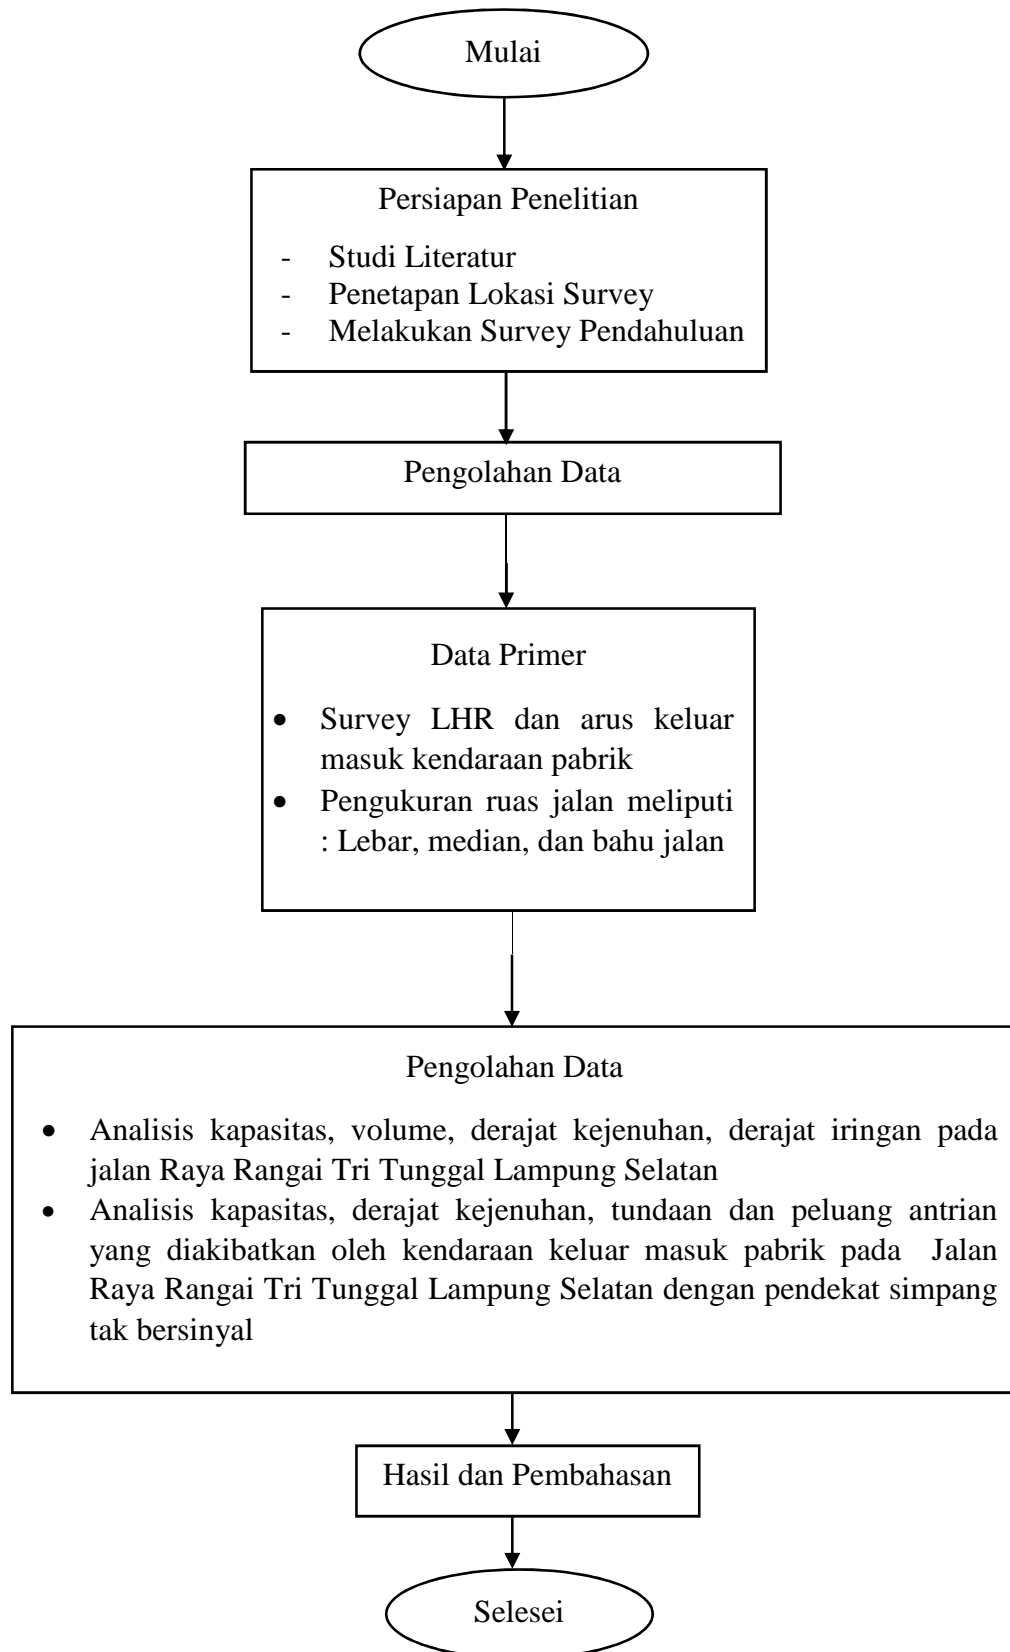 Mulai
Persiapan Penelitian
- Studi Literatur
- Penetapan Lokasi Survey
- Melakukan Survey Pendahuluan
Pengolahan Data
Data Primer
• Survey LHR dan arus keluar
masuk kendaraan pabrik
• Pengukuran ruas jalan meliputi
: Lebar, median, dan bahu jalan
Pengolahan Data
• Analisis kapasitas, volume, derajat kejenuhan, derajat iringan pada
jalan Raya Rangai Tri Tunggal Lampung Selatan
• Analisis kapasitas, derajat kejenuhan, tundaan dan peluang antrian
yang diakibatkan oleh kendaraan keluar masuk pabrik pada Jalan
Raya Rangai Tri Tunggal Lampung Selatan dengan pendekat simpang
tak bersinyal
Hasil dan Pembahasan
Selesei